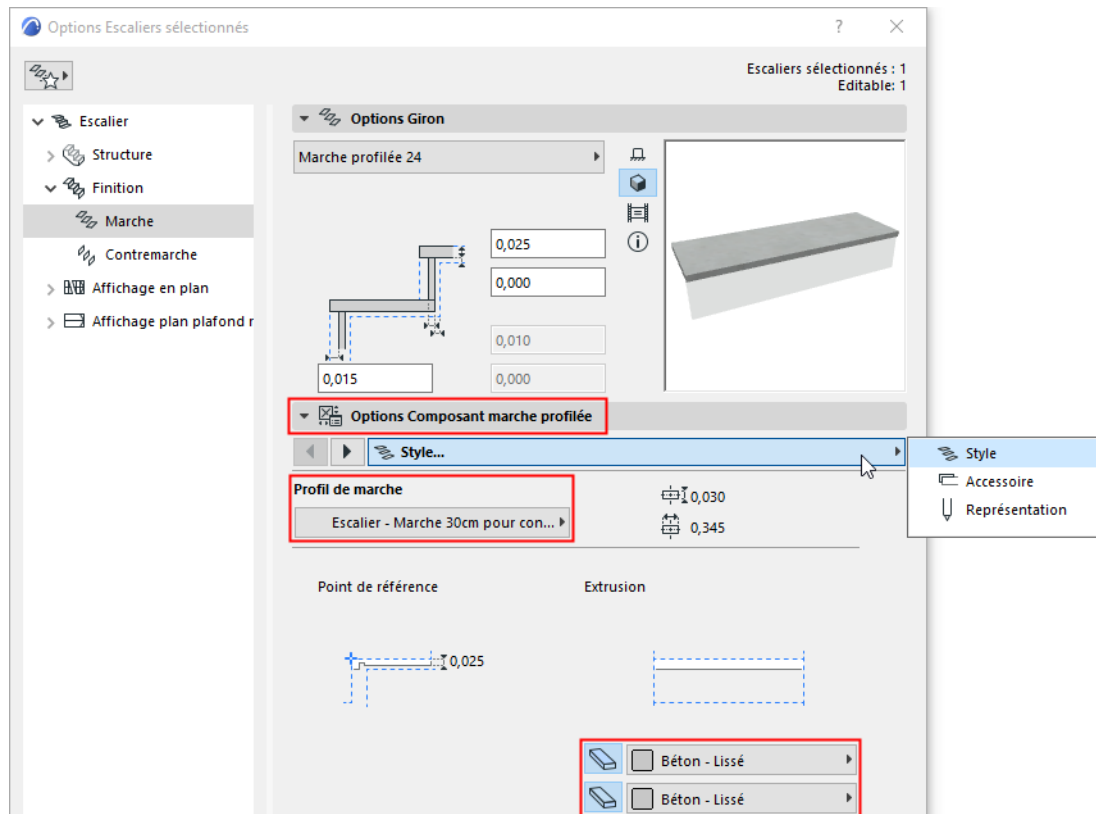 Options Escaliers sélectionnés
?
Escaliers sélectionnés : 1
Editable: 1
Escalier
Structure
Finition
Marche
Contremarche
Affichage en plan
Affichage plan plafond r
Options Giron
Marche profilée 24
0,025
0,000
0,010
0,015
0,000
Options Composant marche profilée
Style...
Style
Accessoire
Représentation
Profil de marche
Escalier - Marche 30cm pour con...
0,030
0,345
Point de référence
Extrusion
0,025
Béton - Lissé
Béton - Lissé